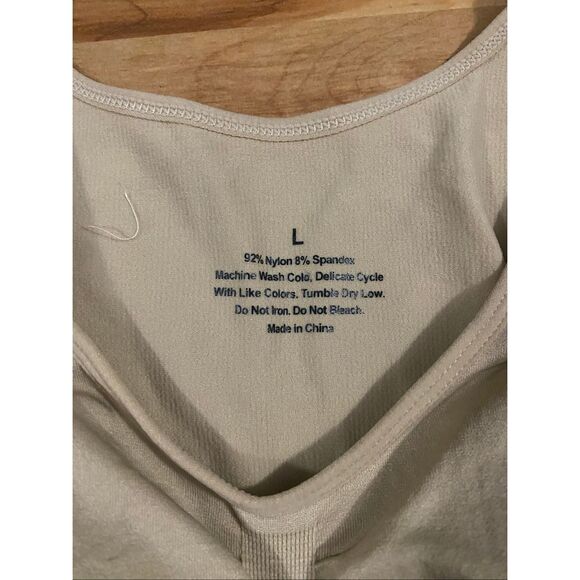 L
92% Nylon 8% Spandex
Machine Wash Cold, Delicate Cycle
With Like Colors. Tumble Dry Low.
Do Not Iron. Do Not Bleach.
Made in China